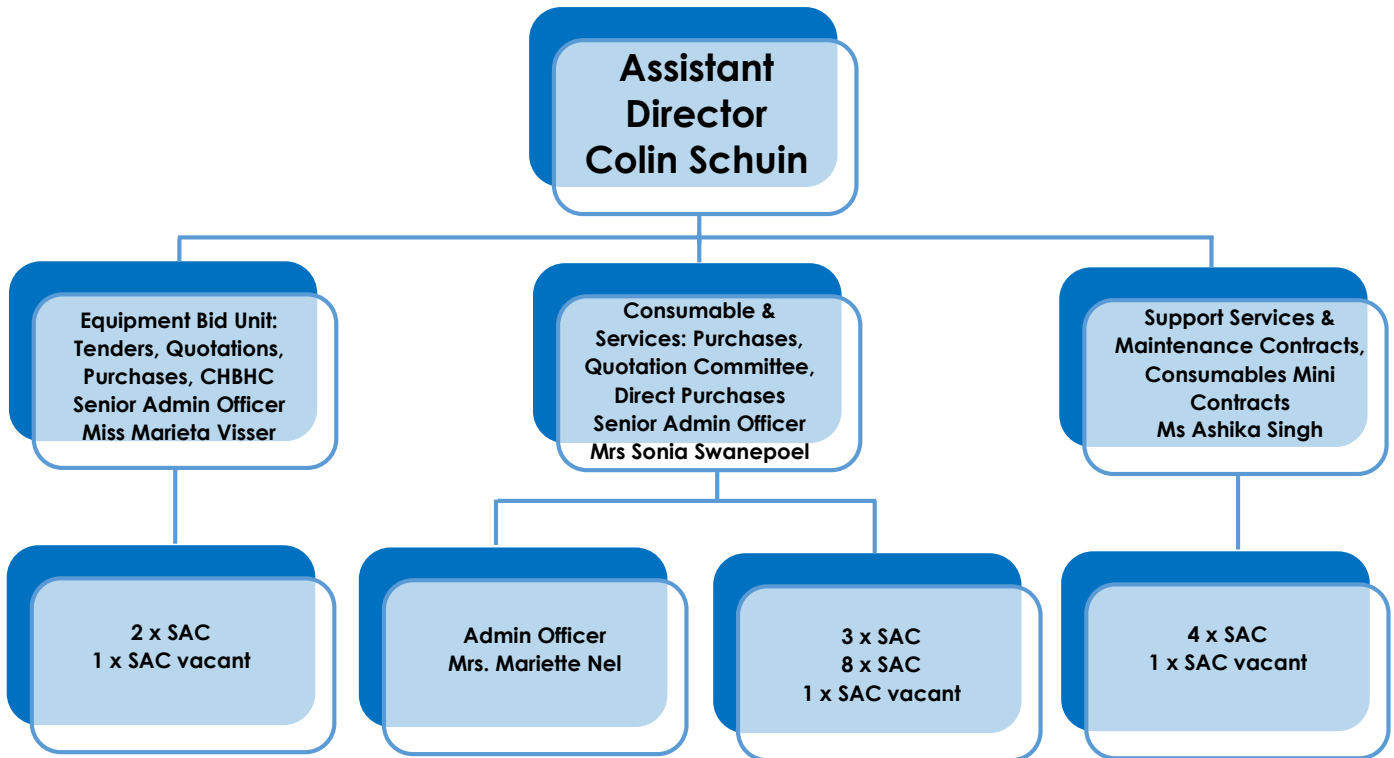 Assistant
Director
Colin Schuin
Equipment Bid Unit:
Tenders, Quotations,
Purchases, CHBHC
Senior Admin Officer
Miss Marieta Visser
Consumable &
Services: Purchases,
Quotation Committee,
Direct Purchases
Senior Admin Officer
Mrs Sonia Swanepoel
Support Services &
Maintenance Contracts,
Consumables Mini
Contracts
Ms Ashika Singh
2 x SAC
1 x SAC vacant
Admin Officer
Mrs. Mariette Nel
3 x SAC
8 x SAC
1 x SAC vacant
4 x SAC
1 x SAC vacant